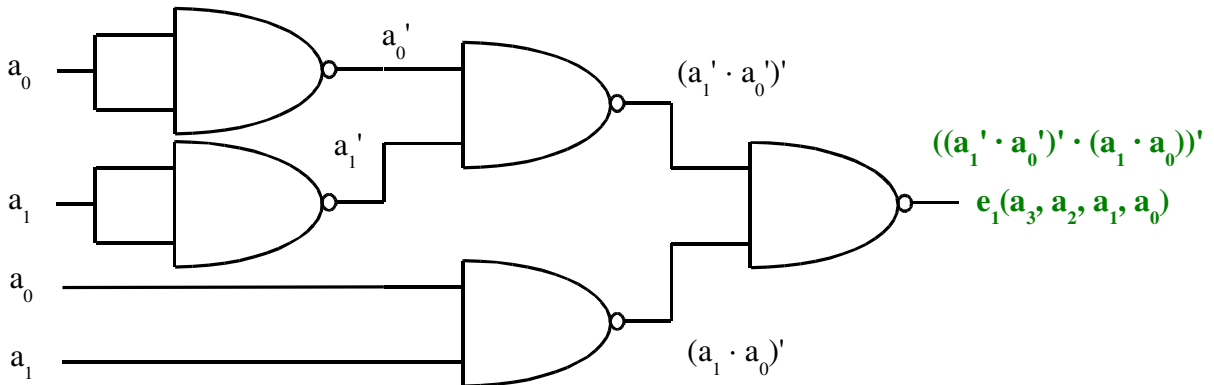 a₀
a₀'
a₁
a₁'
(a₁' · a₀')'
((a₁' · a₀')' · (a₁ · a₀))'
e₁(a₃, a₂, a₁, a₀)
a₀
a₁
(a₁ · a₀)'